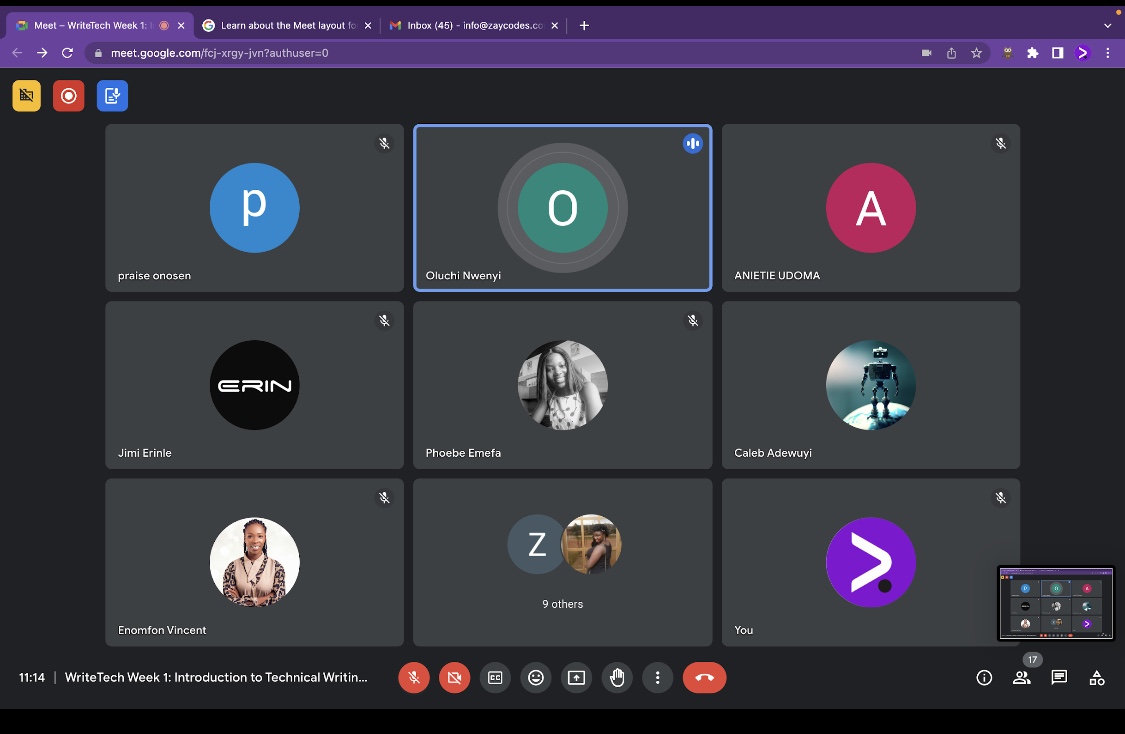 Meet – WriteTech Week 1:
Learn about the Meet layout fo
Inbox (45) - info@zaycodes.co
meet.google.com/fcj-xrgy-jvn?authuser=0
p
praise onosen
O
Oluchi Nwenyi
A
ANIETIE UDOMA
ERIN
Jimi Erinle
Phoebe Emefa
Caleb Adewuyi
Enomfon Vincent
Z
9 others
You
11:14 | WriteTech Week 1: Introduction to Technical Writin...
CC
17